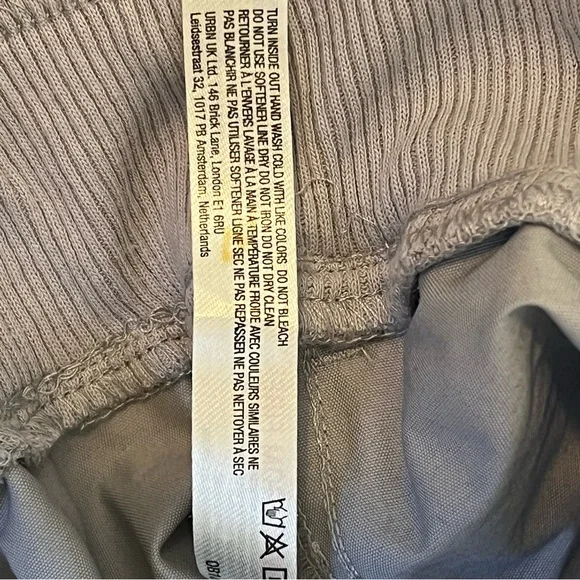 TURN INSIDE OUT HAND WASH COLD WITH LIKE COLORS DO NOT BLEACH
DO NOT USE SOFTENER LINE DRY DO NOT IRON DO NOT DRY CLEAN
RETOURNER À L'ENVERS LAVAGE À LA MAIN À TEMPÉRATURE FROIDE AVEC COULEURS SIMILAIRES NE
PAS BLANCHIR NE PAS UTILISER SOFTENER LIGNE SEC NE PAS REPASSER NE PAS NETTOYER À SEC
URBN UK Ltd. 146 Brick Lane, London E1 6RU
Leidsestraat 32, 1017 PB Amsterdam, Netherlands